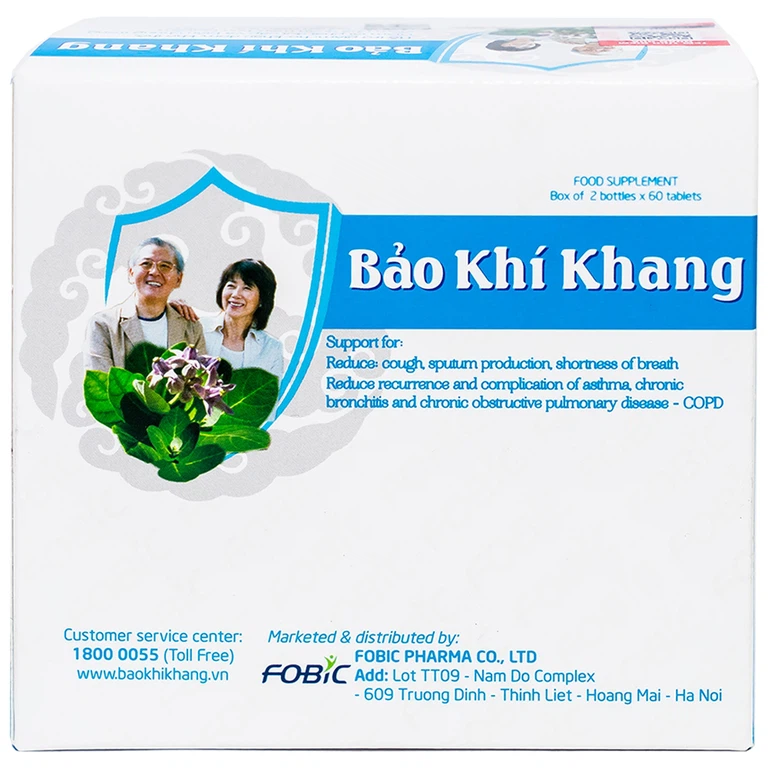 Bảo Khí Khang
FOOD SUPPLEMENT
Box of 2 bottles x 60 tablets
Bảo Khí Khang
Support for:
Reduce: cough, sputum production, shortness of breath
Reduce recurrence and complication of asthma, chronic
bronchitis and chronic obstructive pulmonary disease - COPD
Customer service center:
1800 0055 (Toll Free)
www.baokhikhang.vn
Marketed & distributed by:
FOBIC
FOBIC PHARMA CO., LTD
Add: Lot TT09 - Nam Do Complex
- 609 Truong Dinh - Thinh Liet - Hoang Mai - Ha Noi